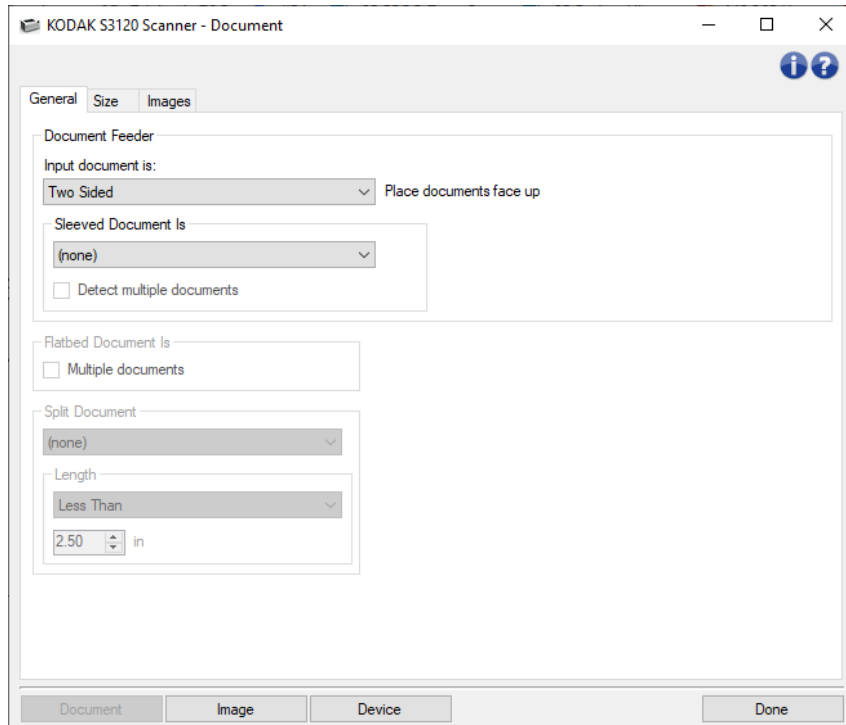 KODAK S3120 Scanner - Document
General Size Images
Document Feeder
Input document is:
Two Sided Place documents face up
Sleeved Document Is
(none)
Detect multiple documents
Flatbed Document Is
Multiple documents
Split Document
(none)
Length
Less Than
2.50 in
Document Image Device Done